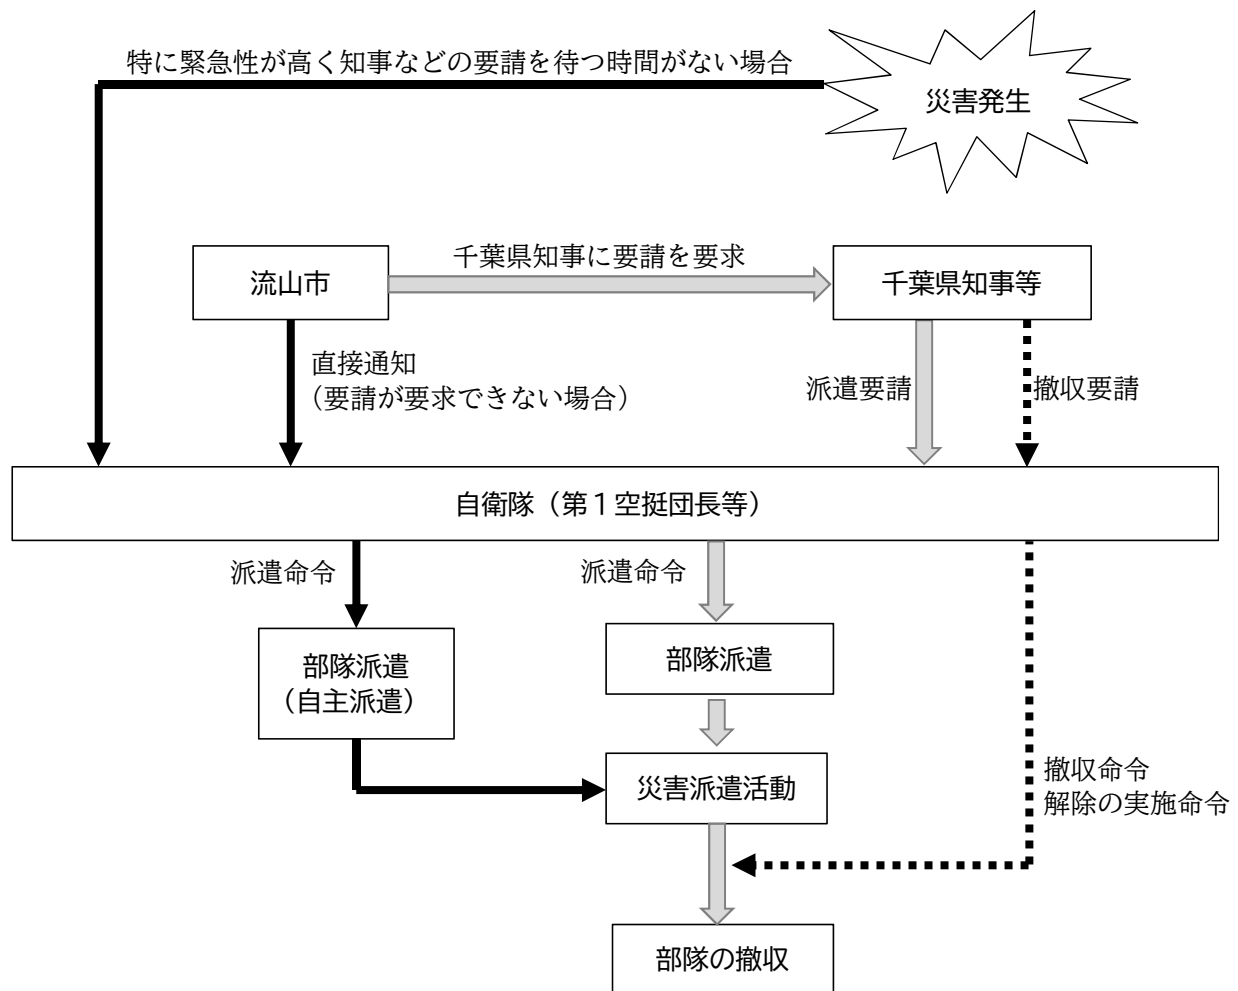 特に緊急性が高く知事などの要請を待つ時間がない場合
災害発生
千葉県知事に要請を要求
流山市
千葉県知事等
直接通知
（要請が要求できない場合）
派遣要請
撤収要請
自衛隊（第１空挺団長等）
派遣命令
派遣命令
部隊派遣
（自主派遣）
部隊派遣
災害派遣活動
撤収命令
解除の実施命令
部隊の撤収